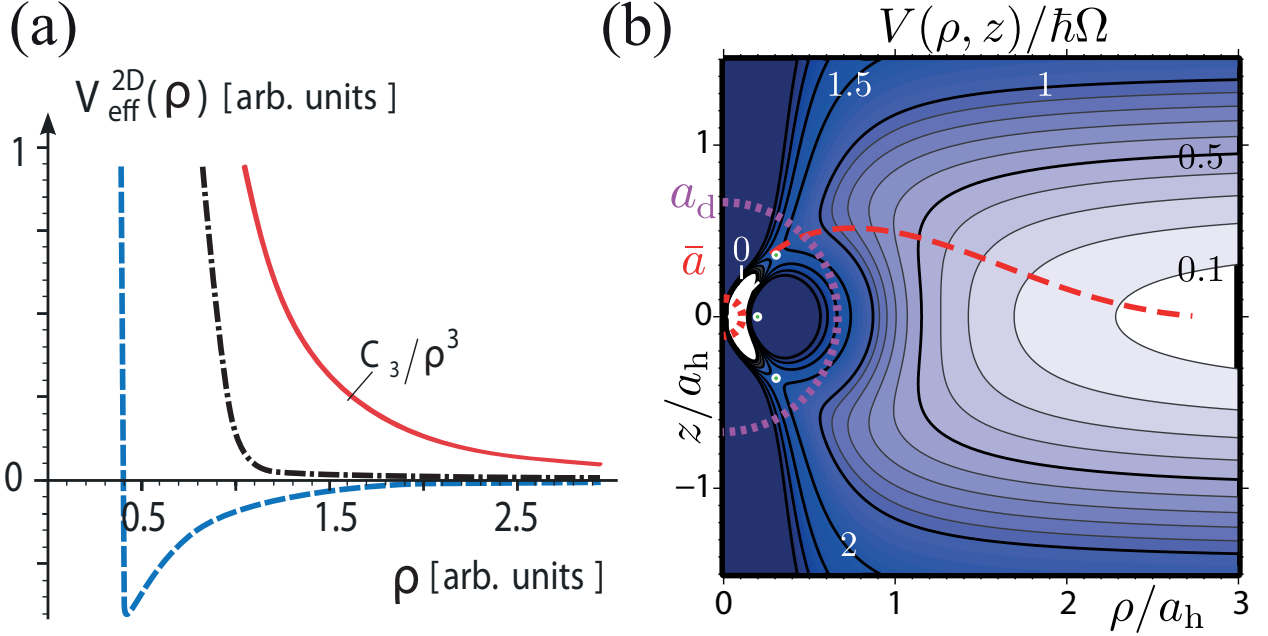 (a)
V_eff^2D(ρ) [arb. units]
1
C_3/ρ^3
0
0.5
1.5
2.5
ρ [arb. units]
(b)
V(ρ, z)/ħΩ
1.5
1
1
0.5
a_d
ā
0
0.1
0
z/a_h
−1
2
0
1
2
ρ/a_h
3